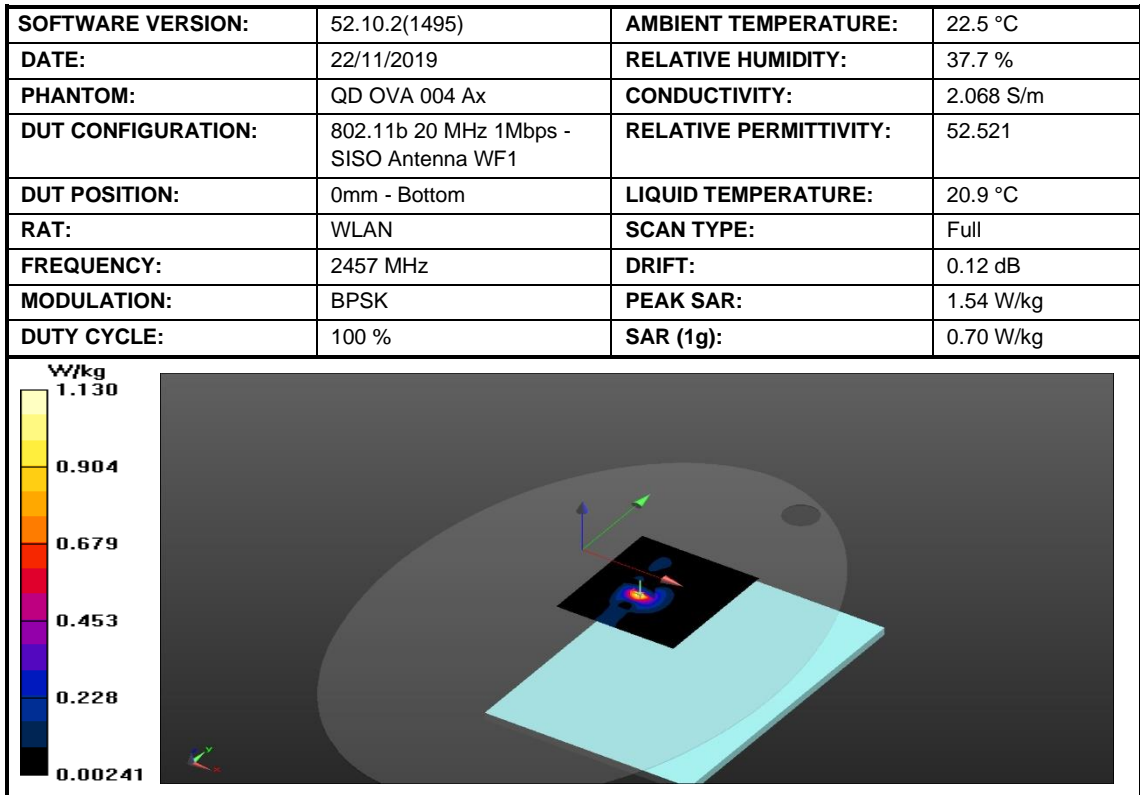 SOFTWARE VERSION: 52.10.2(1495) AMBIENT TEMPERATURE: 22.5 °C
DATE: 22/11/2019 RELATIVE HUMIDITY: 37.7 %
PHANTOM: QD OVA 004 Ax CONDUCTIVITY: 2.068 S/m
DUT CONFIGURATION: 802.11b 20 MHz 1Mbps - RELATIVE PERMITTIVITY: 52.521
SISO Antenna WF1
DUT POSITION: 0mm - Bottom LIQUID TEMPERATURE: 20.9 °C
RAT: WLAN SCAN TYPE: Full
FREQUENCY: 2457 MHz DRIFT: 0.12 dB
MODULATION: BPSK PEAK SAR: 1.54 W/kg
DUTY CYCLE: 100 % SAR (1g): 0.70 W/kg
W/kg
1.130
0.904
0.679
0.453
0.228
0.00241
Y
X